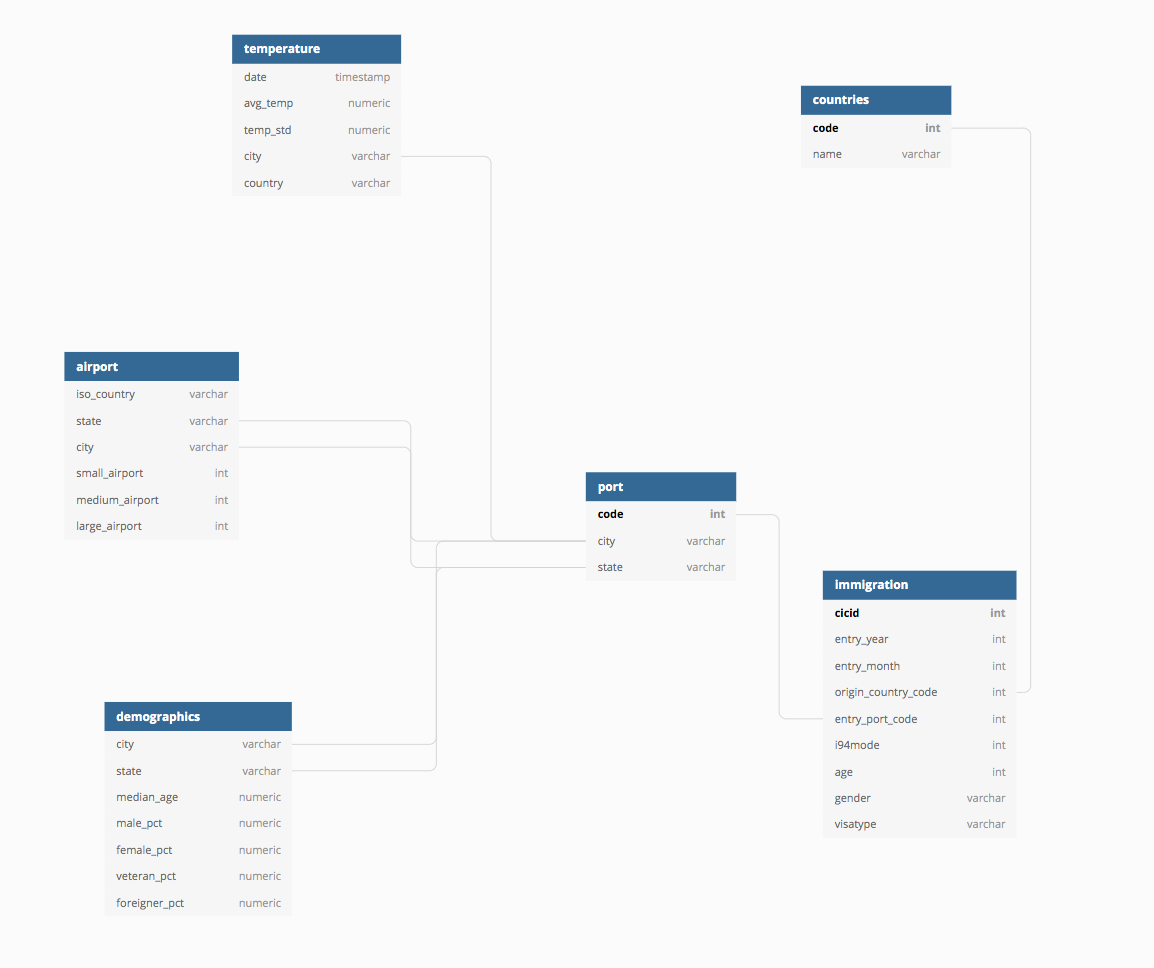 temperature
date timestamp
avg_temp numeric
temp_std numeric
city varchar
country varchar
countries
code int
name varchar
airport
iso_country varchar
state varchar
city varchar
small_airport int
medium_airport int
large_airport int
port
code int
city varchar
state varchar
immigration
cicid int
entry_year int
entry_month int
origin_country_code int
entry_port_code int
i94mode int
age int
gender varchar
visatype varchar
demographics
city varchar
state varchar
median_age numeric
male_pct numeric
female_pct numeric
veteran_pct numeric
foreigner_pct numeric